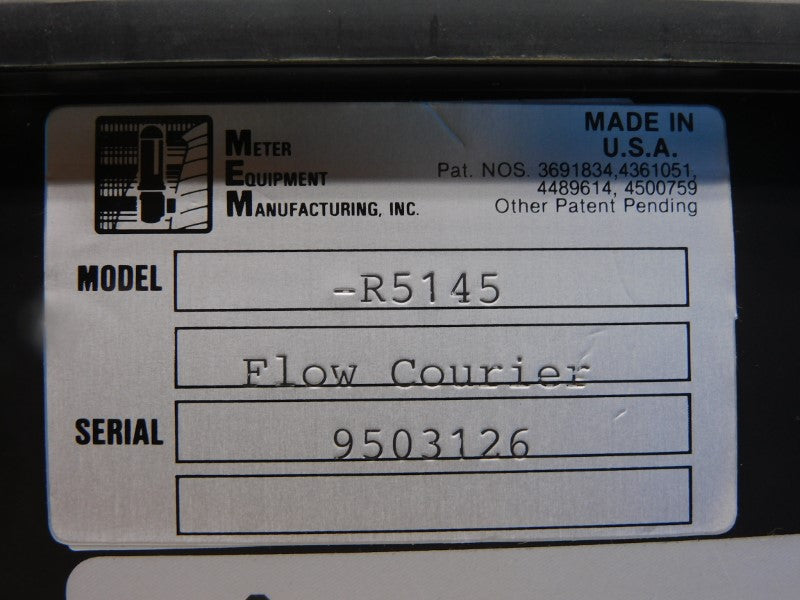 METER
EQUIPMENT
MANUFACTURING, INC.
MADE IN
U.S.A.
Pat. NOS. 3691834,4361051,
4489614, 4500759
Other Patent Pending
MODEL -R5145
Flow Courier
SERIAL 9503126